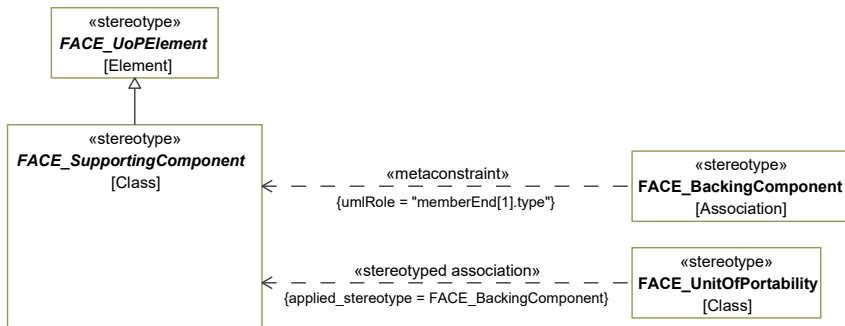 «stereotype»
FACE_UoPElement
[Element]
«stereotype»
FACE_SupportingComponent
[Class]
«metaconstraint»
{umlRole = "memberEnd[1].type"}
«stereotype»
FACE_BackingComponent
[Association]
«stereotyped association»
{applied_stereotype = FACE_BackingComponent}
«stereotype»
FACE_UnitOfPortability
[Class]